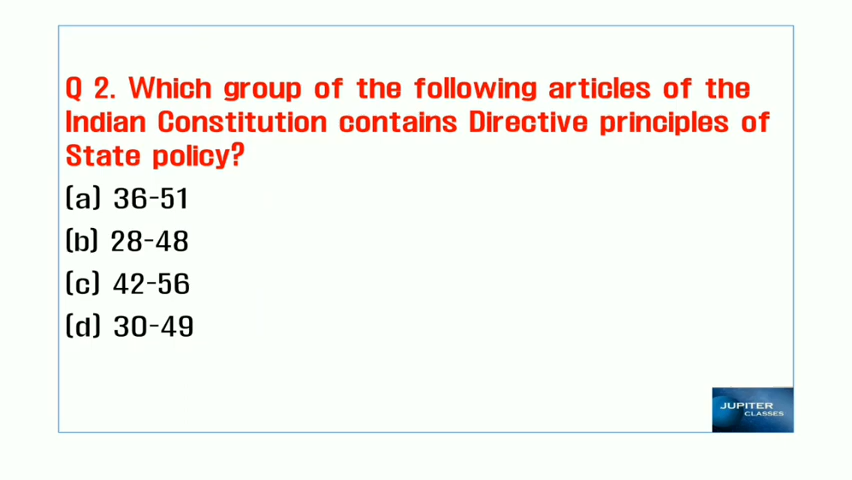 Q 2. Which group of the following articles of the
Indian Constitution contains Directive principles of
State policy?
(a) 36-51
(b) 28-48
(c) 42-56
(d) 30-49
JUPITER
CLASSES